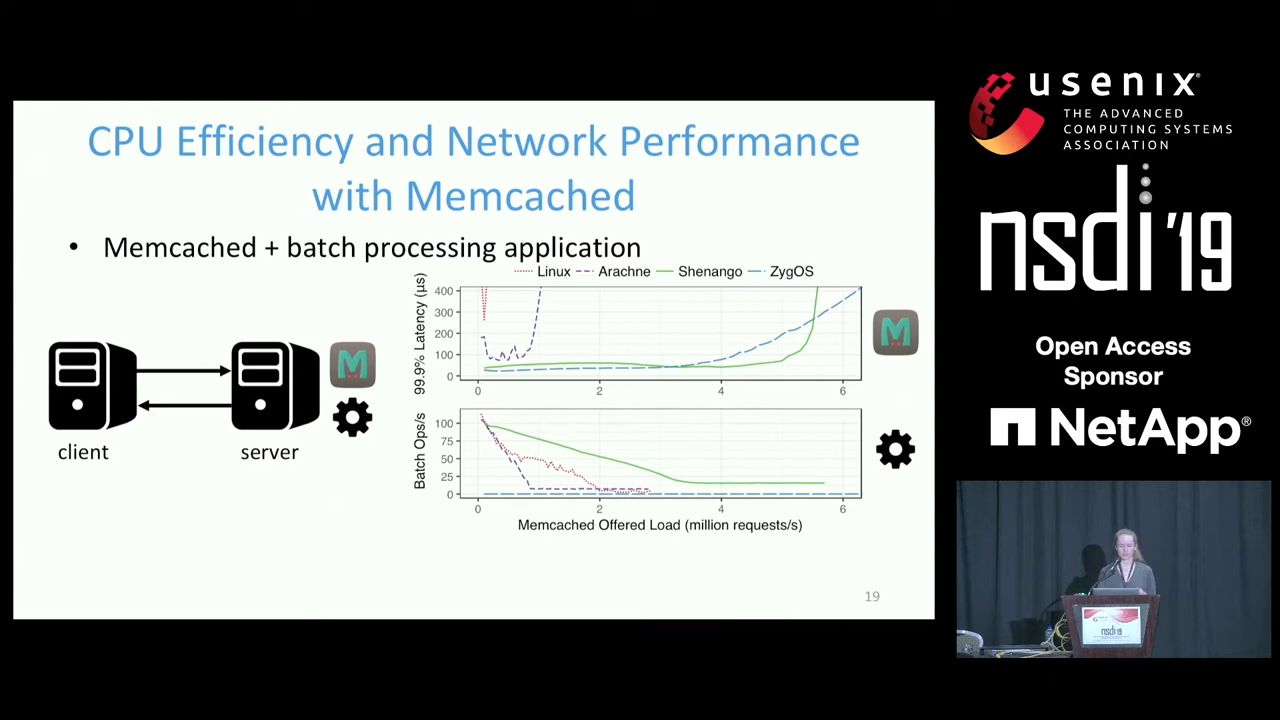 CPU Efficiency and Network Performance
with Memcached
• Memcached + batch processing application
Linux Arachne Shenango ZygOS
99.9% Latency (µs)
400
300
200
100
0
0 2 4 6
Batch Ops/s
100
75
50
25
0
0 2 4 6
Memcached Offered Load (million requests/s)
client
server
19
usenix®
THE ADVANCED
COMPUTING SYSTEMS
ASSOCIATION
nsdi '19
Open Access
Sponsor
NetApp®
nsdi '19